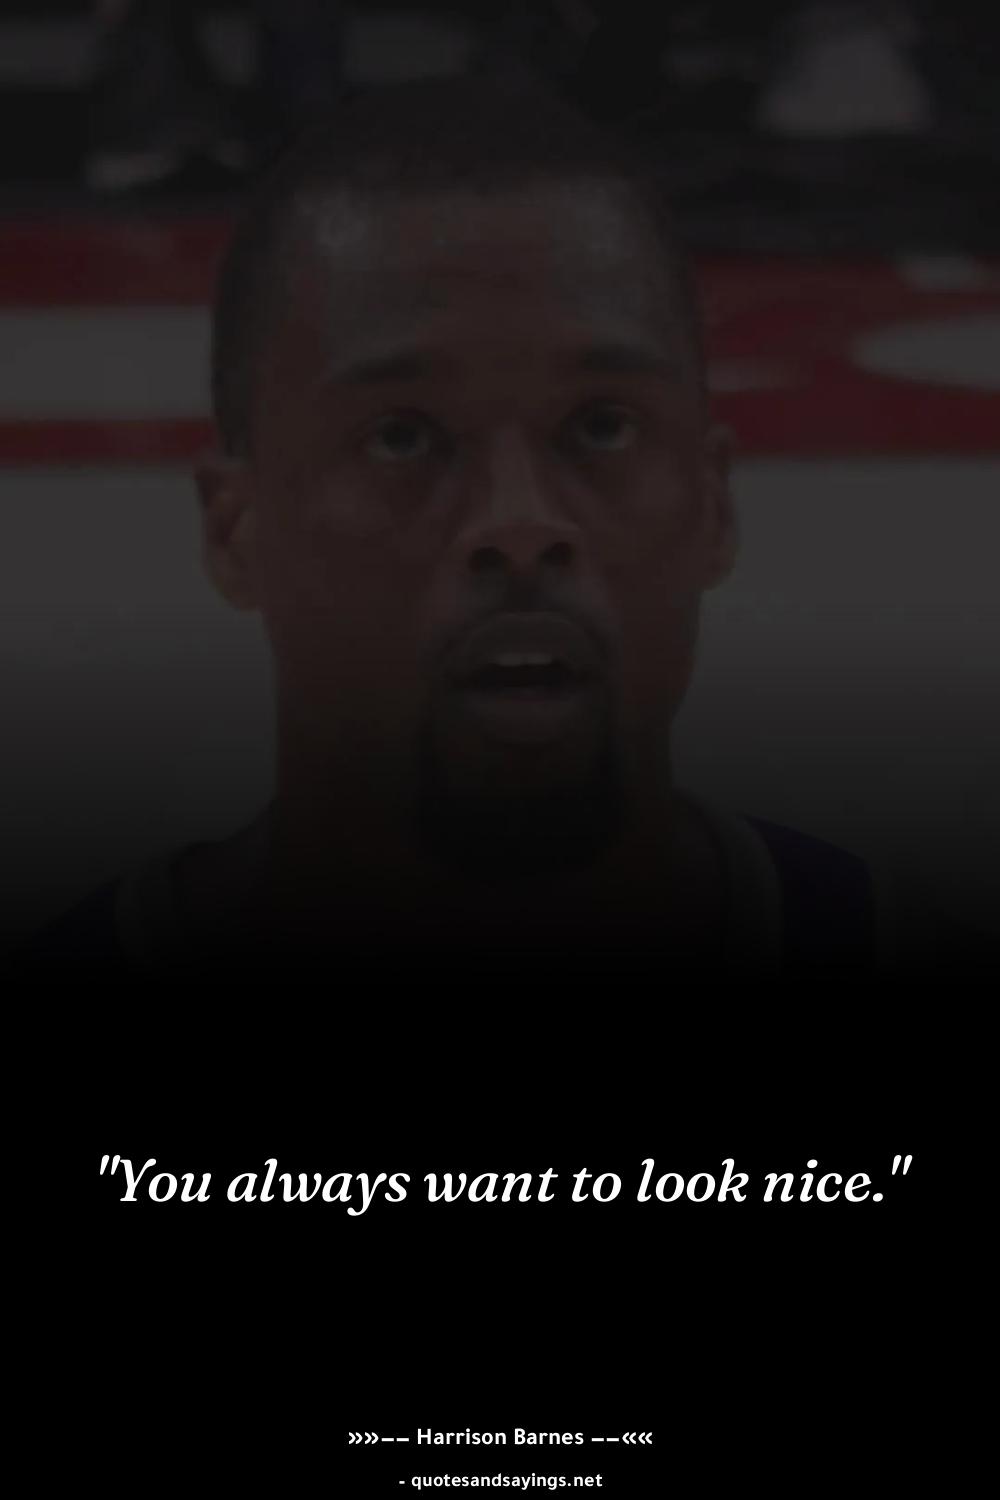 "You always want to look nice."
»»−− Harrison Barnes −−««
- quotesandsayings.net